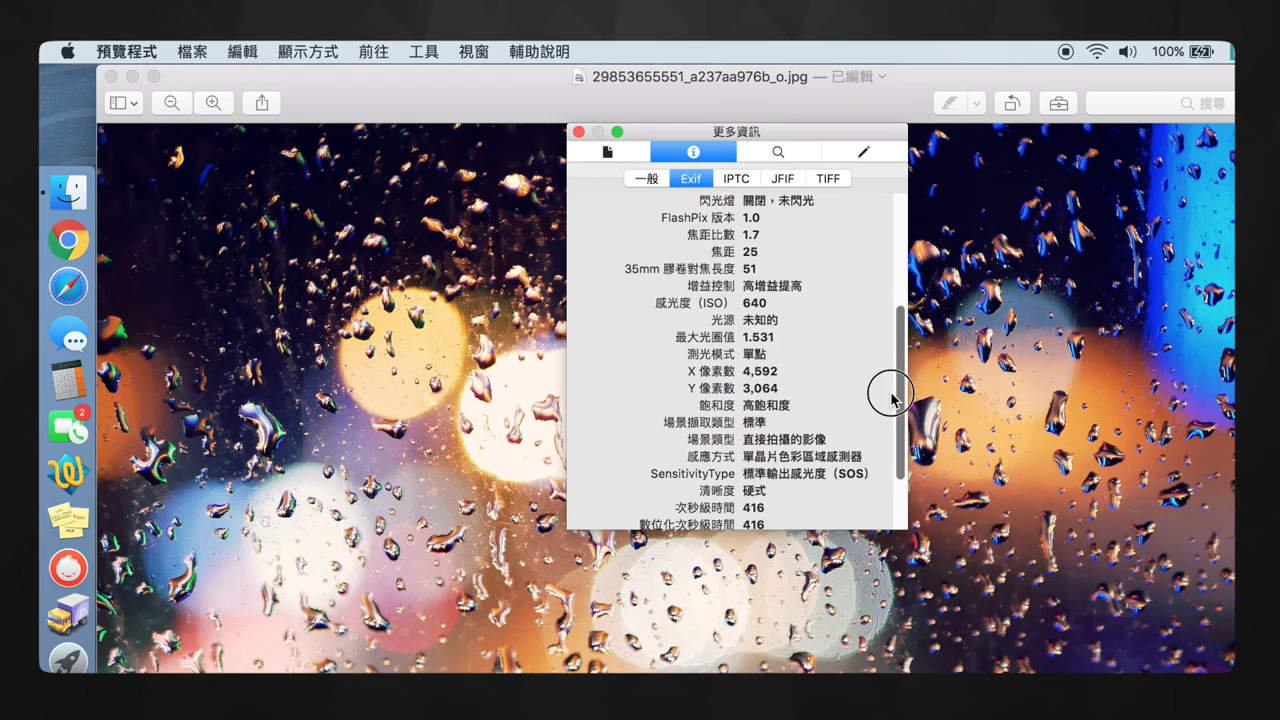 預覽程式 檔案 編輯 顯示方式 前往 工具 視窗 輔助說明 100%
29853655551_a237aa976b_o.jpg — 已編輯
搜尋
更多資訊
一般 Exif IPTC JFIF TIFF
閃光燈 關閉，未閃光
FlashPix 版本 1.0
焦距比數 1.7
焦距 25
35mm 膠卷對焦長度 51
增益控制 高增益提高
感光度（ISO） 640
光源 未知的
最大光圈值 1.531
測光模式 單點
X 像素數 4,592
Y 像素數 3,064
飽和度 高飽和度
場景擷取類型 標準
場景類型 直接拍攝的影像
感應方式 單晶片色彩區域感測器
SensitivityType 標準輸出感光度（SOS）
清晰度 硬式
次秒級時間 416
數位化次秒級時間 416
2